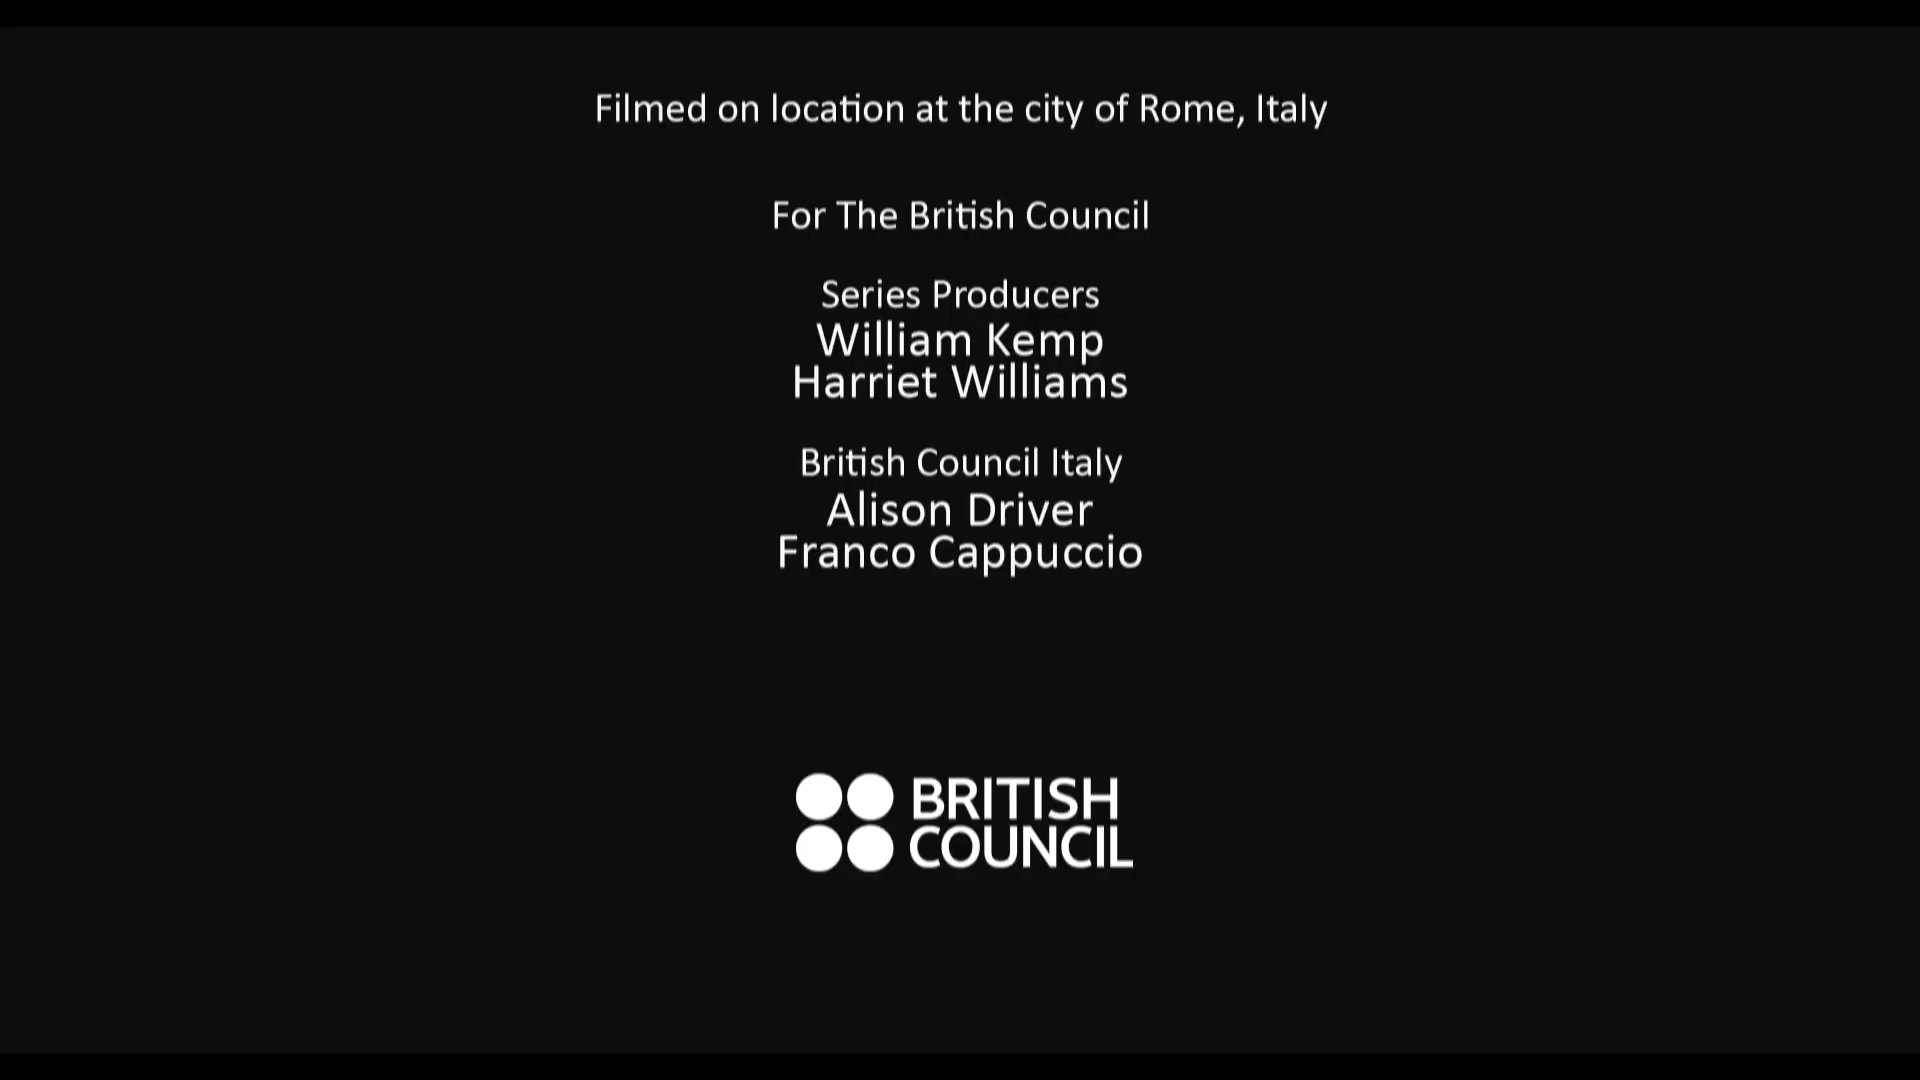 Filmed on location at the city of Rome, Italy
For The British Council
Series Producers
William Kemp
Harriet Williams
British Council Italy
Alison Driver
Franco Cappuccio
BRITISH
COUNCIL